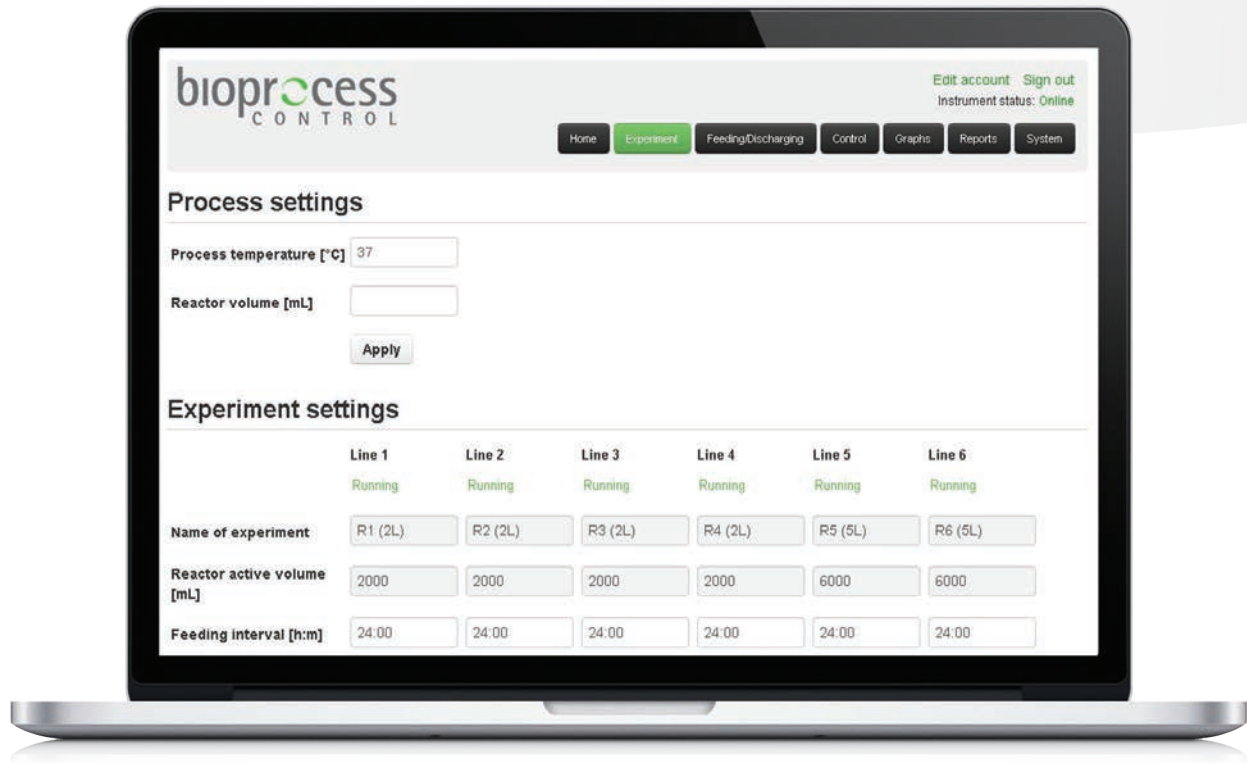 bioprocess
CONTROL
Edit account Sign out
Instrument status: Online
Home Experiment Feeding/Discharging Control Graphs Reports System
Process settings
Process temperature [°C] 37
Reactor volume [mL]
Apply
Experiment settings
Line 1 Line 2 Line 3 Line 4 Line 5 Line 6
Running Running Running Running Running Running
Name of experiment R1 (2L) R2 (2L) R3 (2L) R4 (2L) R5 (5L) R6 (5L)
Reactor active volume
[mL] 2000 2000 2000 2000 6000 6000
Feeding interval [h:m] 24:00 24:00 24:00 24:00 24:00 24:00